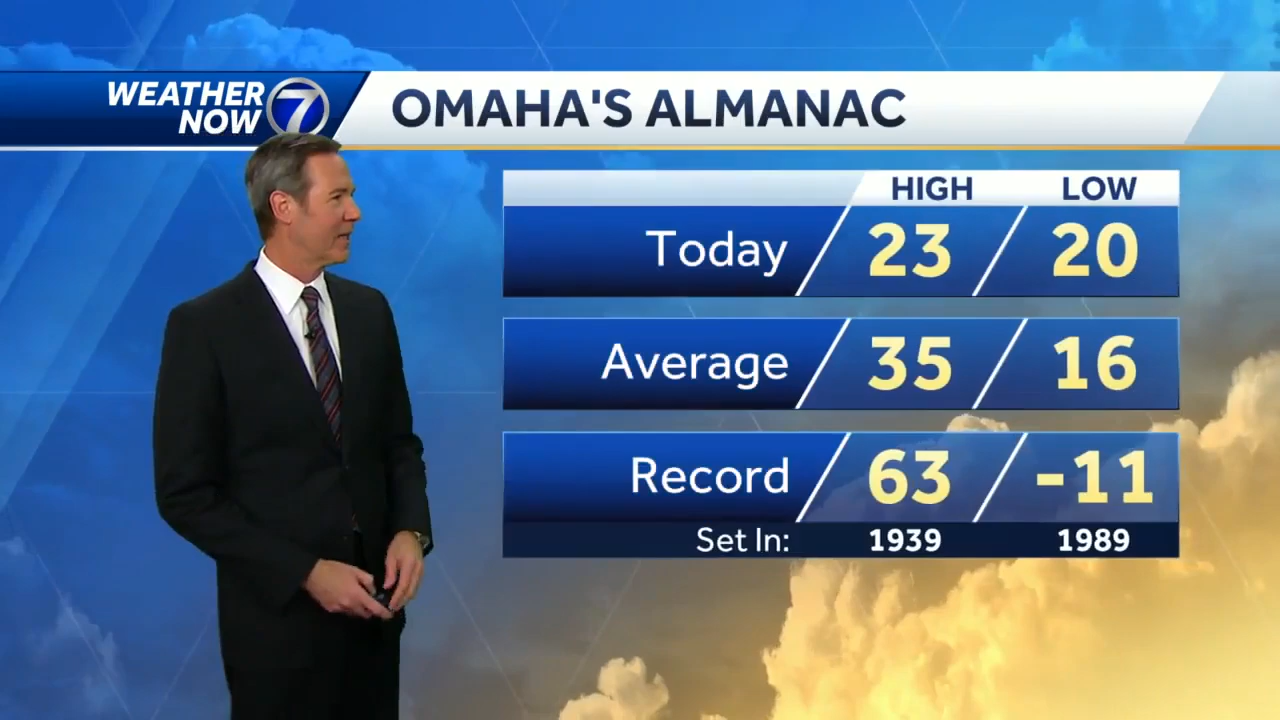 WEATHER
NOW 7
OMAHA'S ALMANAC
HIGH LOW
Today 23 20
Average 35 16
Record 63 -11
Set In: 1939 1989